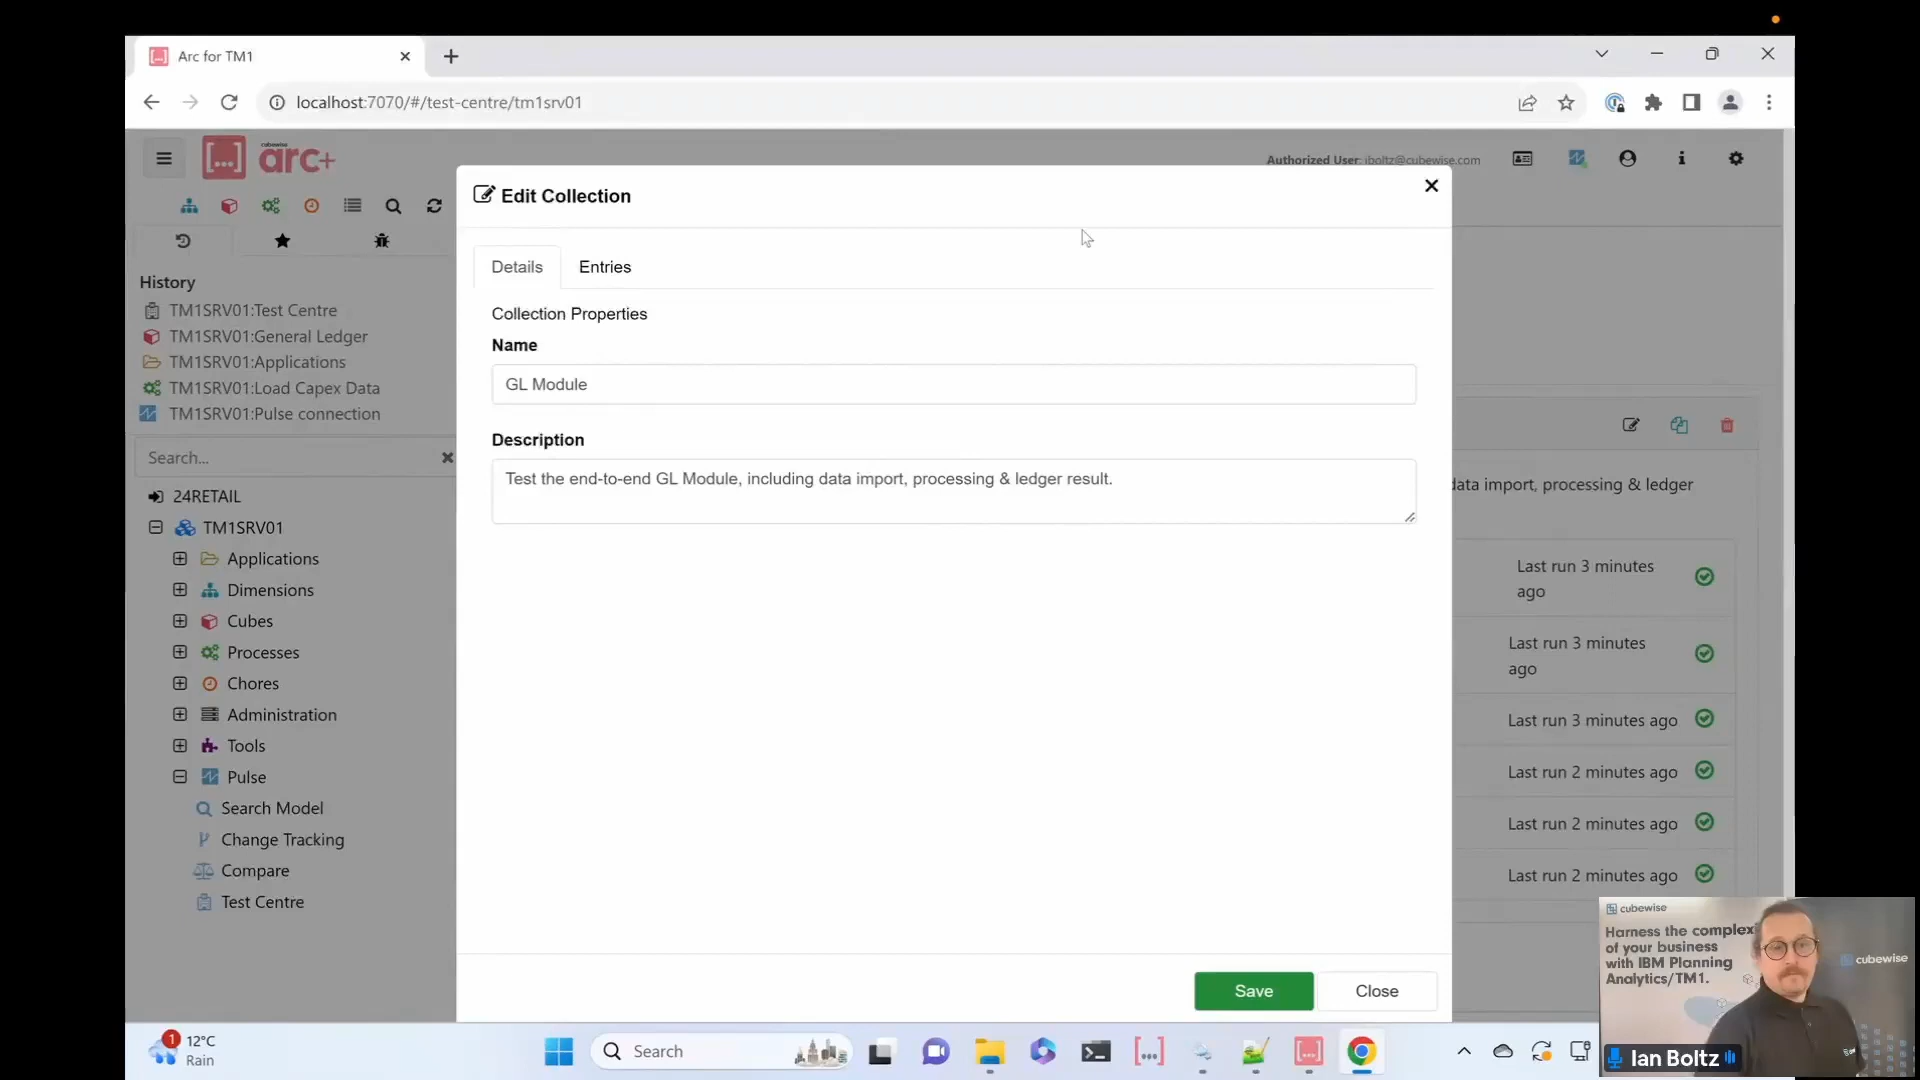 Arc for TM1
localhost:7070/#/test-centre/tm1srv01
cubewise
arc+
Authorized User: iboltz@cubewise.com
Edit Collection
Details
Entries
History
TM1SRV01:Test Centre
TM1SRV01:General Ledger
TM1SRV01:Applications
TM1SRV01:Load Capex Data
TM1SRV01:Pulse connection
Search...
24RETAIL
TM1SRV01
Applications
Dimensions
Cubes
Processes
Chores
Administration
Tools
Pulse
Search Model
Change Tracking
Compare
Test Centre
Collection Properties
Name
GL Module
Description
Test the end-to-end GL Module, including data import, processing & ledger result.
Save
Close
data import, processing & ledger
Last run 3 minutes
ago
Last run 3 minutes
ago
Last run 3 minutes ago
Last run 2 minutes ago
Last run 2 minutes ago
Last run 2 minutes ago
cubewise
Harness the complex
of your business
with IBM Planning
Analytics/TM1.
cubewise
Ian Boltz
1
12°C
Rain
Search